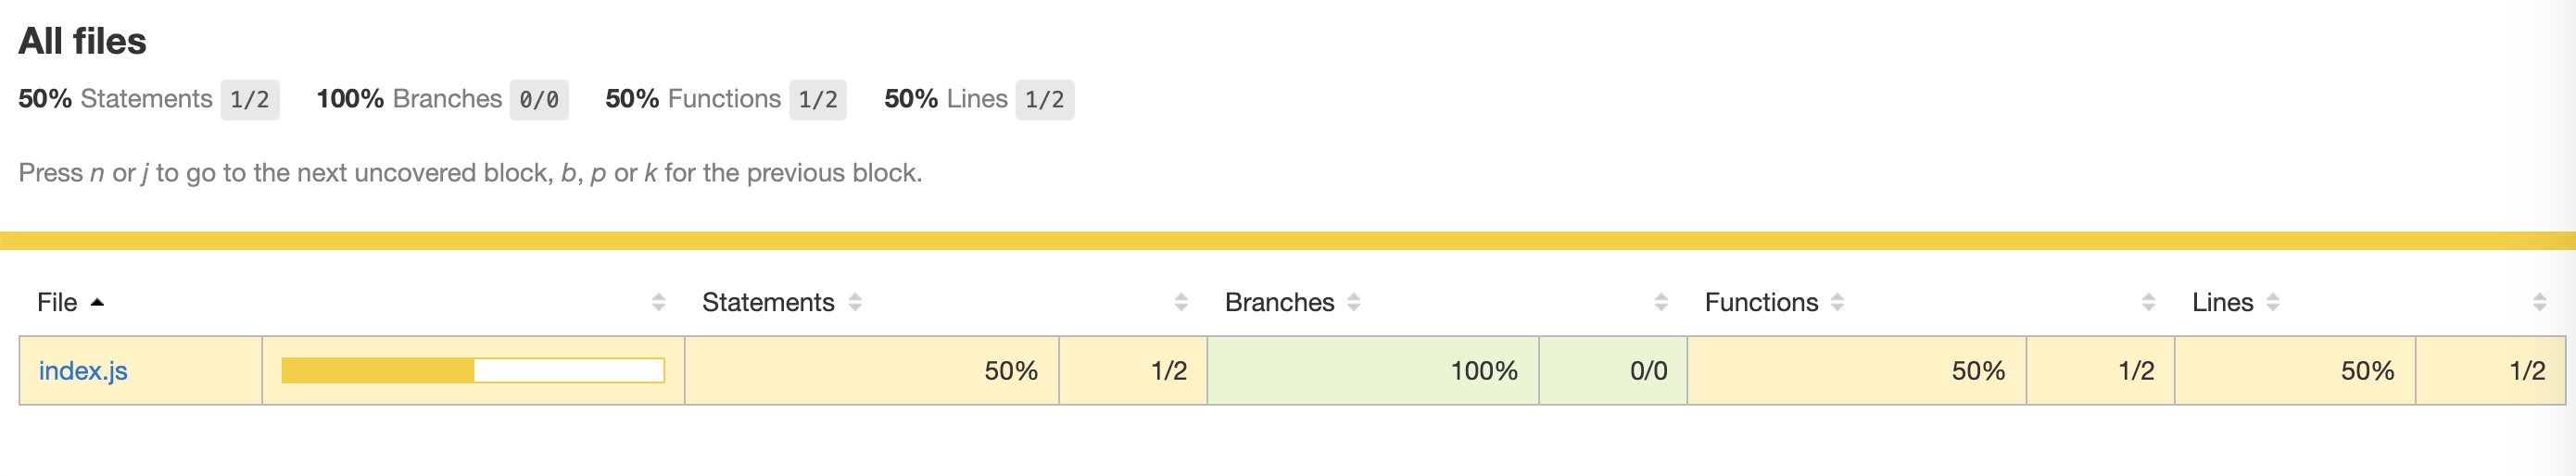 All files
50% Statements 1/2 100% Branches 0/0 50% Functions 1/2 50% Lines 1/2
Press n or j to go to the next uncovered block, b, p or k for the previous block.
File Statements Branches Functions Lines
index.js 50% 1/2 100% 0/0 50% 1/2 50% 1/2